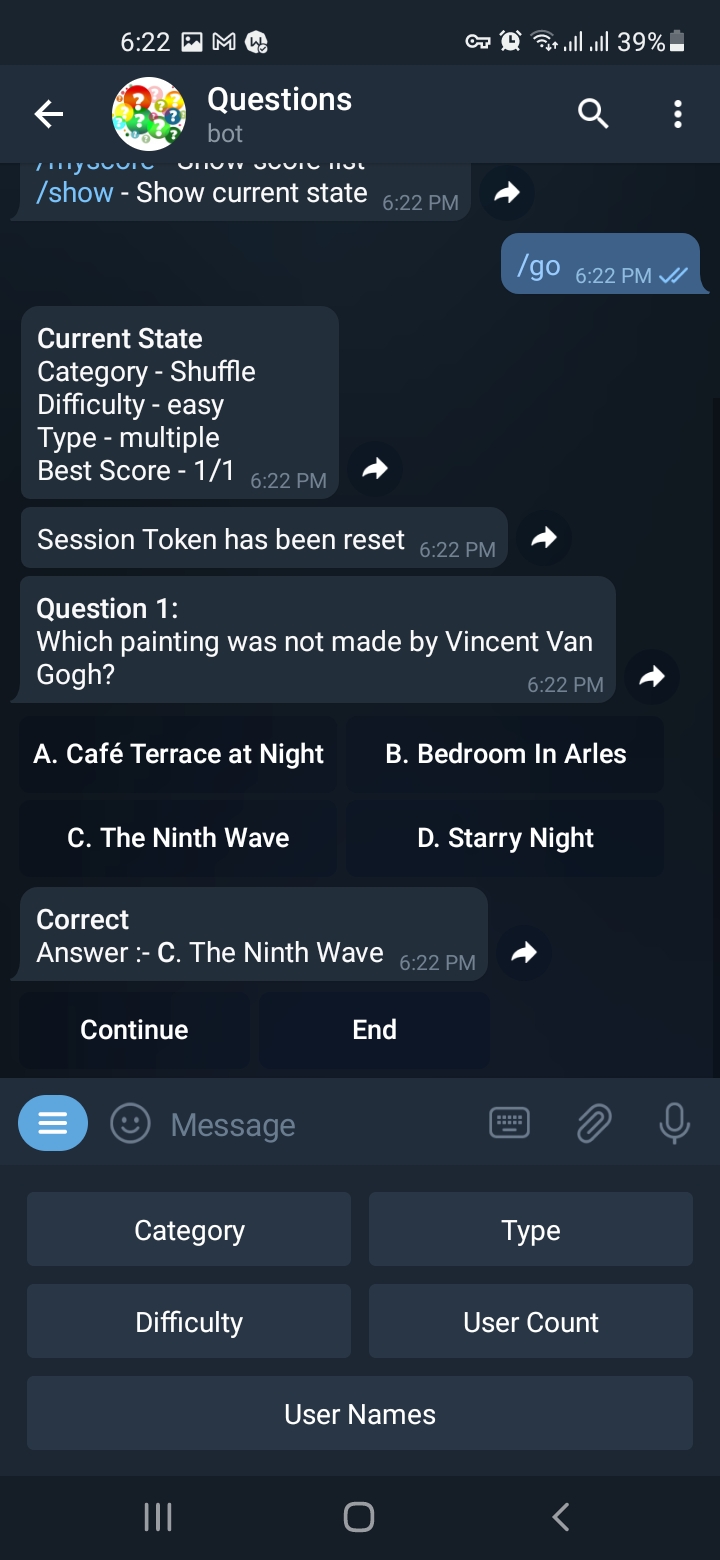 6:22
39%
Questions
bot
/myscore - Show score list
/show - Show current state 6:22 PM
/go 6:22 PM
Current State
Category - Shuffle
Difficulty - easy
Type - multiple
Best Score - 1/1 6:22 PM
Session Token has been reset 6:22 PM
Question 1:
Which painting was not made by Vincent Van
Gogh? 6:22 PM
A. Café Terrace at Night
B. Bedroom In Arles
C. The Ninth Wave
D. Starry Night
Correct
Answer :- C. The Ninth Wave 6:22 PM
Continue
End
Message
Category
Type
Difficulty
User Count
User Names